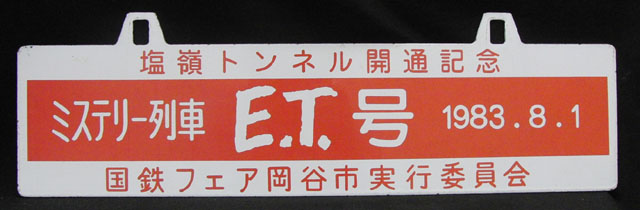 塩嶺トンネル開通記念
ミステリー列車 E.T.号 1983.8.1
国鉄フェア岡谷市実行委員会